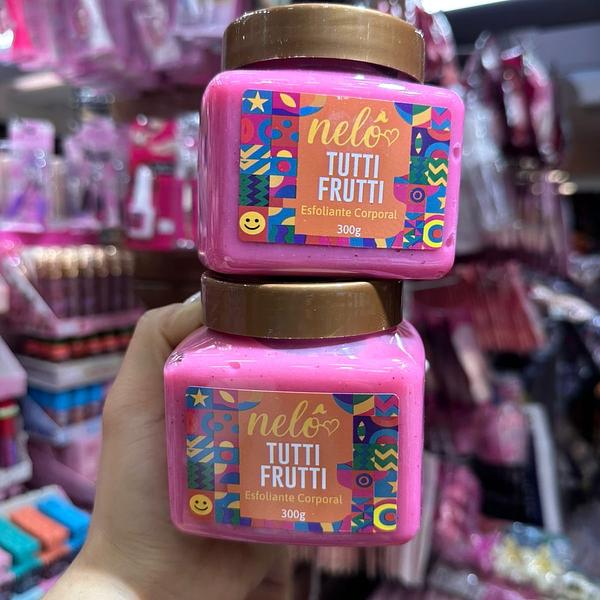 nelô
TUTTI
FRUTTI
Esfoliante Corporal
300g
nelô
TUTTI
FRUTTI
Esfoliante Corporal
300g